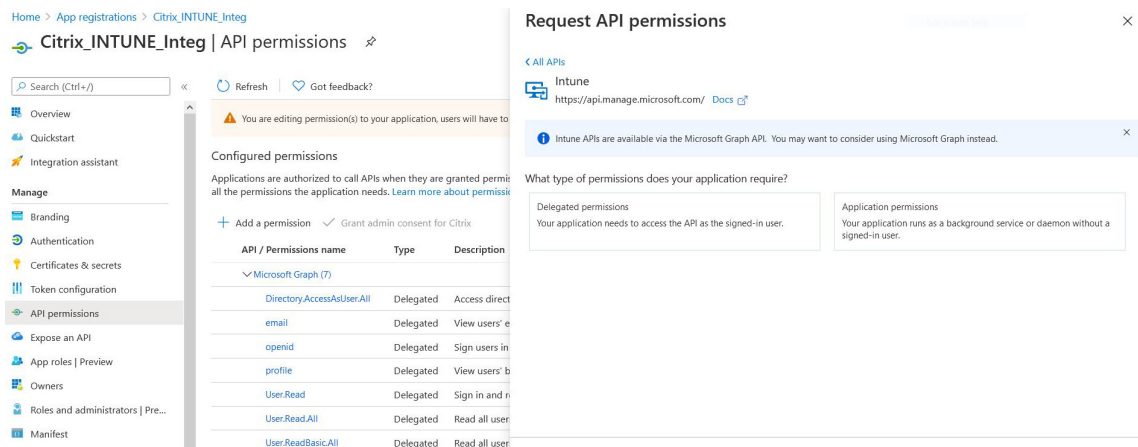 Home > App registrations > Citrix_INTUNE_Integ
Citrix_INTUNE_Integ | API permissions
Search (Ctrl+/)
«
Overview
Quickstart
Integration assistant
Manage
Branding
Authentication
Certificates & secrets
Token configuration
API permissions
Expose an API
App roles | Preview
Owners
Roles and administrators | Pre...
Manifest
Refresh
Got feedback?
You are editing permission(s) to your application, users will have to
Configured permissions
Applications are authorized to call APIs when they are granted permis
all the permissions the application needs. Learn more about permissio
Add a permission
Grant admin consent for Citrix
API / Permissions name Type Description
Microsoft Graph (7)
Directory.AccessAsUser.All Delegated Access direct
email Delegated View users' e
openid Delegated Sign users in
profile Delegated View users' b
User.Read Delegated Sign in and r
User.Read.All Delegated Read all user
User.ReadBasic.All Delegated Read all user
Request API permissions
All APIs
Intune
https://api.manage.microsoft.com/ Docs
Intune APIs are available via the Microsoft Graph API. You may want to consider using Microsoft Graph instead.
What type of permissions does your application require?
Delegated permissions
Your application needs to access the API as the signed-in user.
Application permissions
Your application runs as a background service or daemon without a
signed-in user.